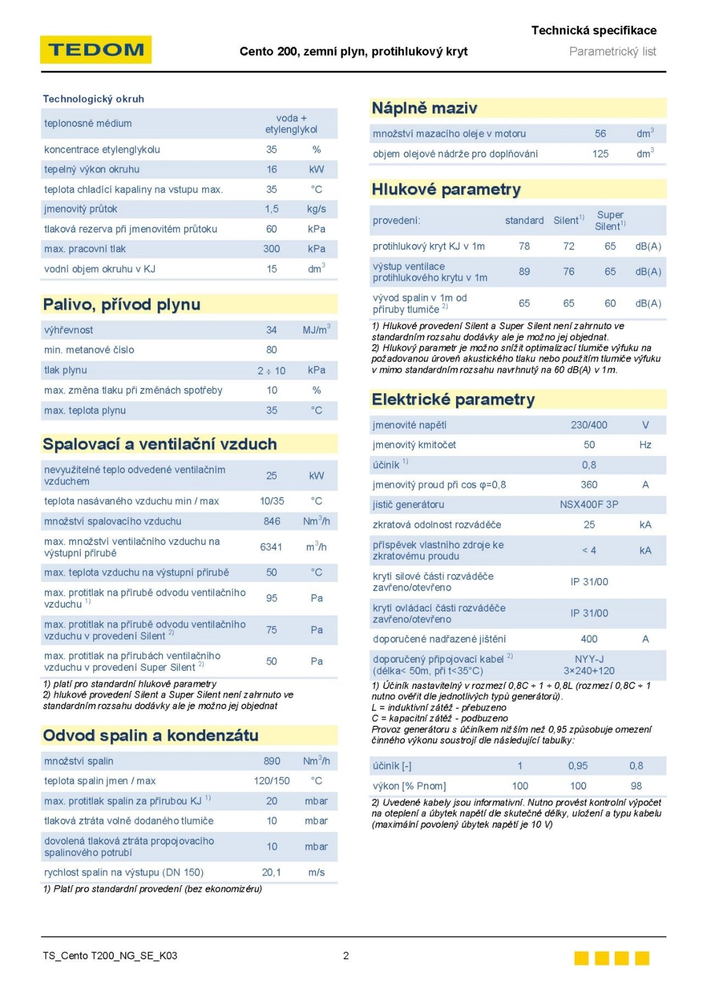 TEDOM
Technická specifikace
Cento 200, zemní plyn, protihlukový kryt
Parametrický list
Technologický okruh
teplonosné médium voda +
etylenglykol
koncentrace etylenglykolu 35 %
tepelný výkon okruhu 16 kW
teplota chladící kapaliny na vstupu max. 35 °C
jmenovitý průtok 1,5 kg/s
tlaková rezerva při jmenovitém průtoku 60 kPa
max. pracovní tlak 300 kPa
vodní objem okruhu v KJ 15 dm³
Palivo, přívod plynu
výhřevnost 34 MJ/m³
min. metanové číslo 80
tlak plynu 2 ÷ 10 kPa
max. změna tlaku při změnách spotřeby 10 %
max. teplota plynu 35 °C
Spalovací a ventilační vzduch
nevyužitelné teplo odvedené ventilačním
vzduchem 25 kW
teplota nasávaného vzduchu min / max 10/35 °C
množství spalovacího vzduchu 846 Nm³/h
max. množství ventilačního vzduchu na
výstupní přírubě 6341 m³/h
max. teplota vzduchu na výstupní přírubě 50 °C
max. protitlak na přírubě odvodu ventilačního
vzduchu 1) 95 Pa
max. protitlak na přírubě odvodu ventilačního
vzduchu v provedení Silent 2) 75 Pa
max. protitlak na přírubách ventilačního
vzduchu v provedení Super Silent 2) 50 Pa
1) platí pro standardní hlukové parametry
2) hlukové provedení Silent a Super Silent není zahrnuto ve
standardním rozsahu dodávky ale je možno jej objednat
Odvod spalin a kondenzátu
množství spalin 890 Nm³/h
teplota spalin jmen / max 120/150 °C
max. protitlak spalin za přírubou KJ 1) 20 mbar
tlaková ztráta volně dodaného tlumiče 10 mbar
dovolená tlaková ztráta propojovacího
spalinového potrubí 10 mbar
rychlost spalin na výstupu (DN 150) 20,1 m/s
1) Platí pro standardní provedení (bez ekonomizéru)
Náplně maziv
množství mazacího oleje v motoru 56 dm³
objem olejové nádrže pro doplňování 125 dm³
Hlukové parametry
provedení: standard Silent1) Super
Silent1)
protihlukový kryt KJ v 1m 78 72 65 dB(A)
výstup ventilace
protihlukového krytu v 1m 89 76 65 dB(A)
vývod spalin v 1m od
příruby tlumiče 2) 65 65 60 dB(A)
1) Hlukové provedení Silent a Super Silent není zahrnuto ve
standardním rozsahu dodávky ale je možno jej objednat.
2) Hlukový parametr je možno snížit optimalizací tlumiče výfuku na
požadovanou úroveň akustického tlaku nebo použitím tlumiče výfuku
v mimo standardním rozsahu navrhnutý na 60 dB(A) v 1m.
Elektrické parametry
jmenovité napětí 230/400 V
jmenovitý kmitočet 50 Hz
účiník 1) 0,8
jmenovitý proud při cos φ=0,8 360 A
jistič generátoru NSX400F 3P
zkratová odolnost rozváděče 25 kA
příspěvek vlastního zdroje ke
zkratovému proudu < 4 kA
krytí silové části rozváděče
zavřeno/otevřeno IP 31/00
krytí ovládací části rozváděče
zavřeno/otevřeno IP 31/00
doporučené nadřazené jištění 400 A
doporučený připojovací kabel 2) NYY-J
(délka< 50m, při t<35°C) 3×240+120
1) Účiník nastavitelný v rozmezí 0,8C ÷ 1 ÷ 0,8L (rozmezí 0,8C ÷ 1
nutno ověřit dle jednotlivých typů generátorů).
L = induktivní zátěž - přebuzeno
C = kapacitní zátěž - podbuzeno
Provoz generátoru s účiníkem nižším než 0,95 způsobuje omezení
činného výkonu soustrojí dle následující tabulky:
účiník [-] 1 0,95 0,8
výkon [% Pnom] 100 100 98
2) Uvedené kabely jsou informativní. Nutno provést kontrolní výpočet
na oteplení a úbytek napětí dle skutečné délky, uložení a typu kabelu
(maximální povolený úbytek napětí je 10 V)
TS_Cento T200_NG_SE_K03 2